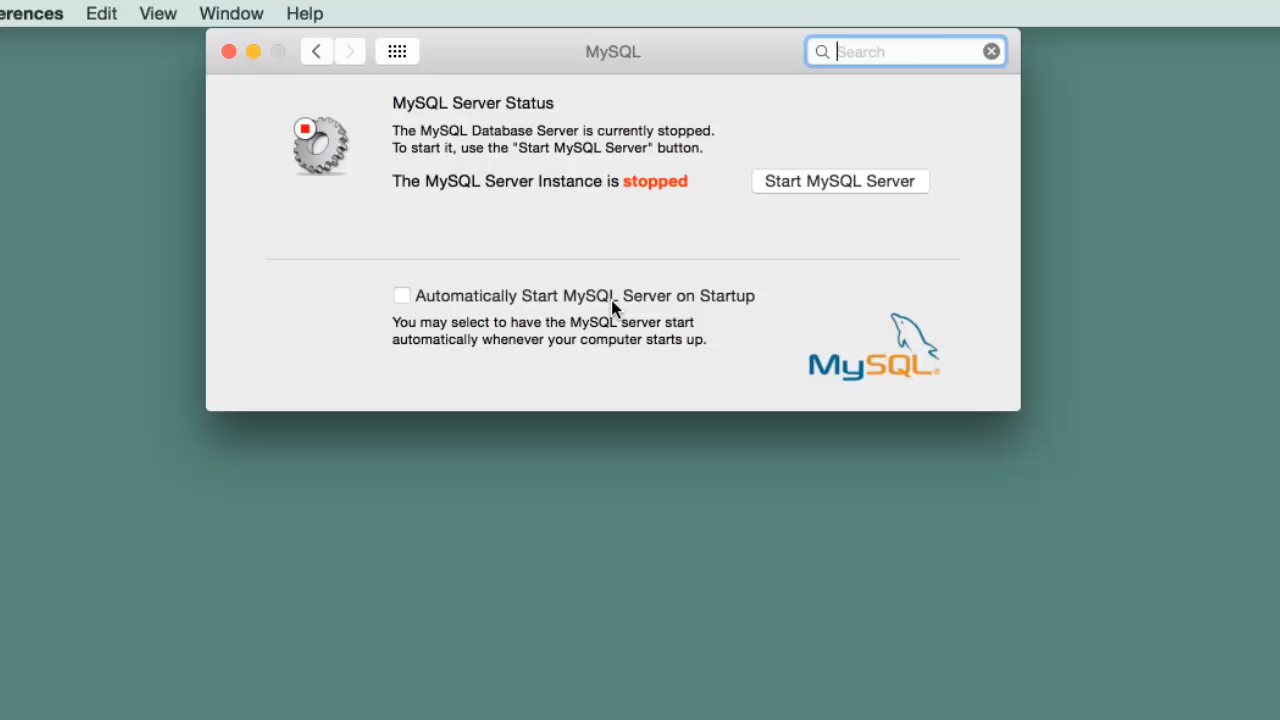 erences Edit View Window Help
MySQL
Search
MySQL Server Status
The MySQL Database Server is currently stopped.
To start it, use the "Start MySQL Server" button.
The MySQL Server Instance is stopped
Start MySQL Server
Automatically Start MySQL Server on Startup
You may select to have the MySQL server start
automatically whenever your computer starts up.
MySQL®